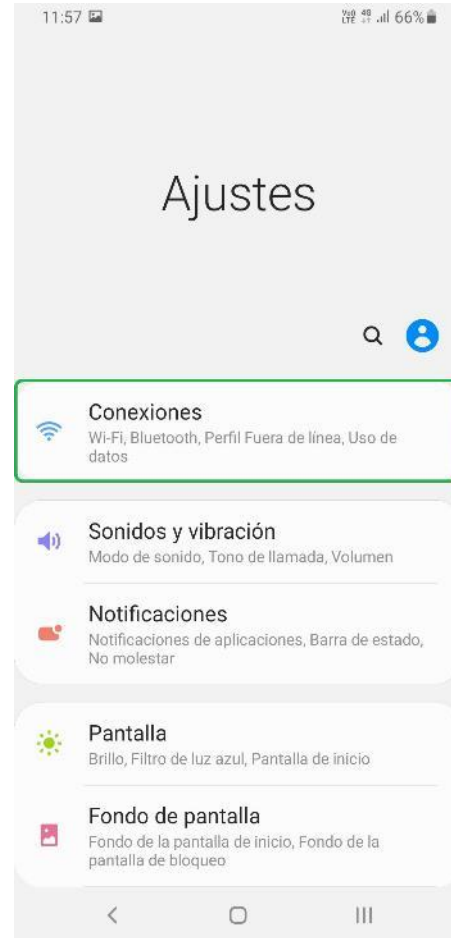 11:57 66%
Ajustes
Conexiones
Wi-Fi, Bluetooth, Perfil Fuera de línea, Uso de
datos
Sonidos y vibración
Modo de sonido, Tono de llamada, Volumen
Notificaciones
Notificaciones de aplicaciones, Barra de estado,
No molestar
Pantalla
Brillo, Filtro de luz azul, Pantalla de inicio
Fondo de pantalla
Fondo de la pantalla de inicio, Fondo de la
pantalla de bloqueo